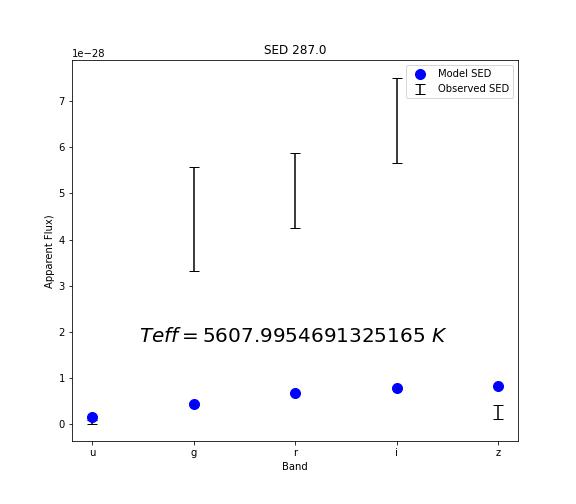 SED 287.0
1e−28
Model SED
Observed SED
7
6
5
4
3
2
1
0
Apparent Flux)
Teff = 5607.9954691325165 K
u g r i z
Band